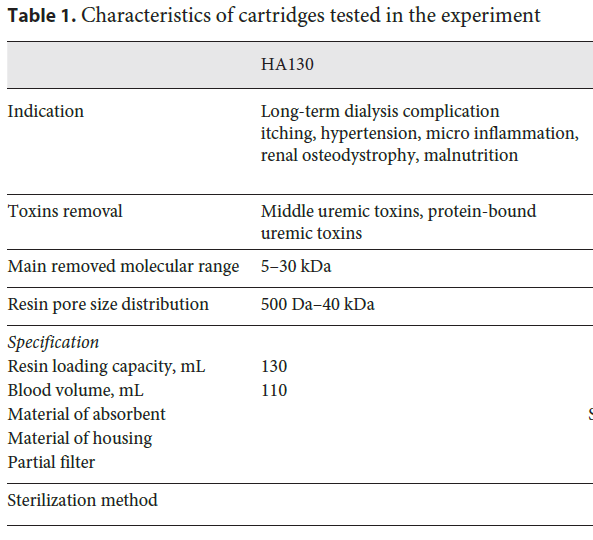 Table 1. Characteristics of cartridges tested in the experiment
HA130
Indication Long-term dialysis complication
itching, hypertension, micro inflammation,
renal osteodystrophy, malnutrition
Toxins removal Middle uremic toxins, protein-bound
uremic toxins
Main removed molecular range 5–30 kDa
Resin pore size distribution 500 Da–40 kDa
Specification
Resin loading capacity, mL 130
Blood volume, mL 110
Material of absorbent
Material of housing
Partial filter
Sterilization method